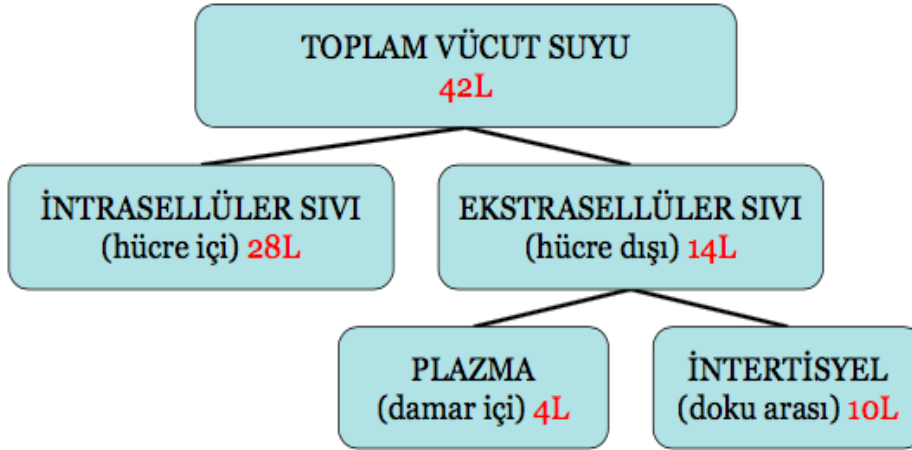 TOPLAM VÜCUT SUYU
42L
İNTRASELLÜLER SIVI
(hücre içi) 28L
EKSTRASELLÜLER SIVI
(hücre dışı) 14L
PLAZMA
(damar içi) 4L
İNTERTİSYEL
(doku arası) 10L